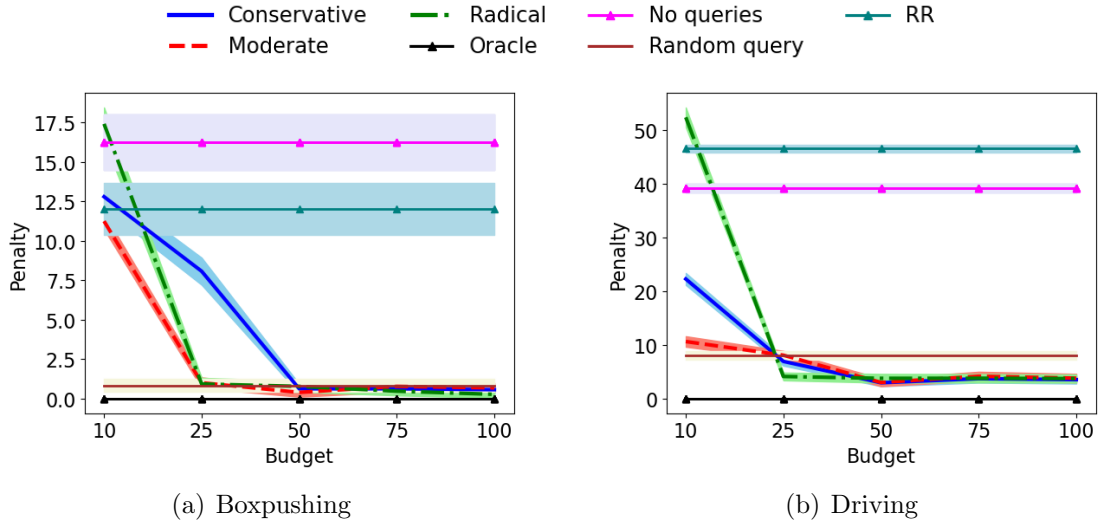 Conservative Radical No queries RR
Moderate Oracle Random query
17.5
15.0
12.5
10.0
7.5
5.0
2.5
0.0
Penalty
10 25 50 75 100
Budget
(a) Boxpushing
50
40
30
20
10
0
Penalty
10 25 50 75 100
Budget
(b) Driving